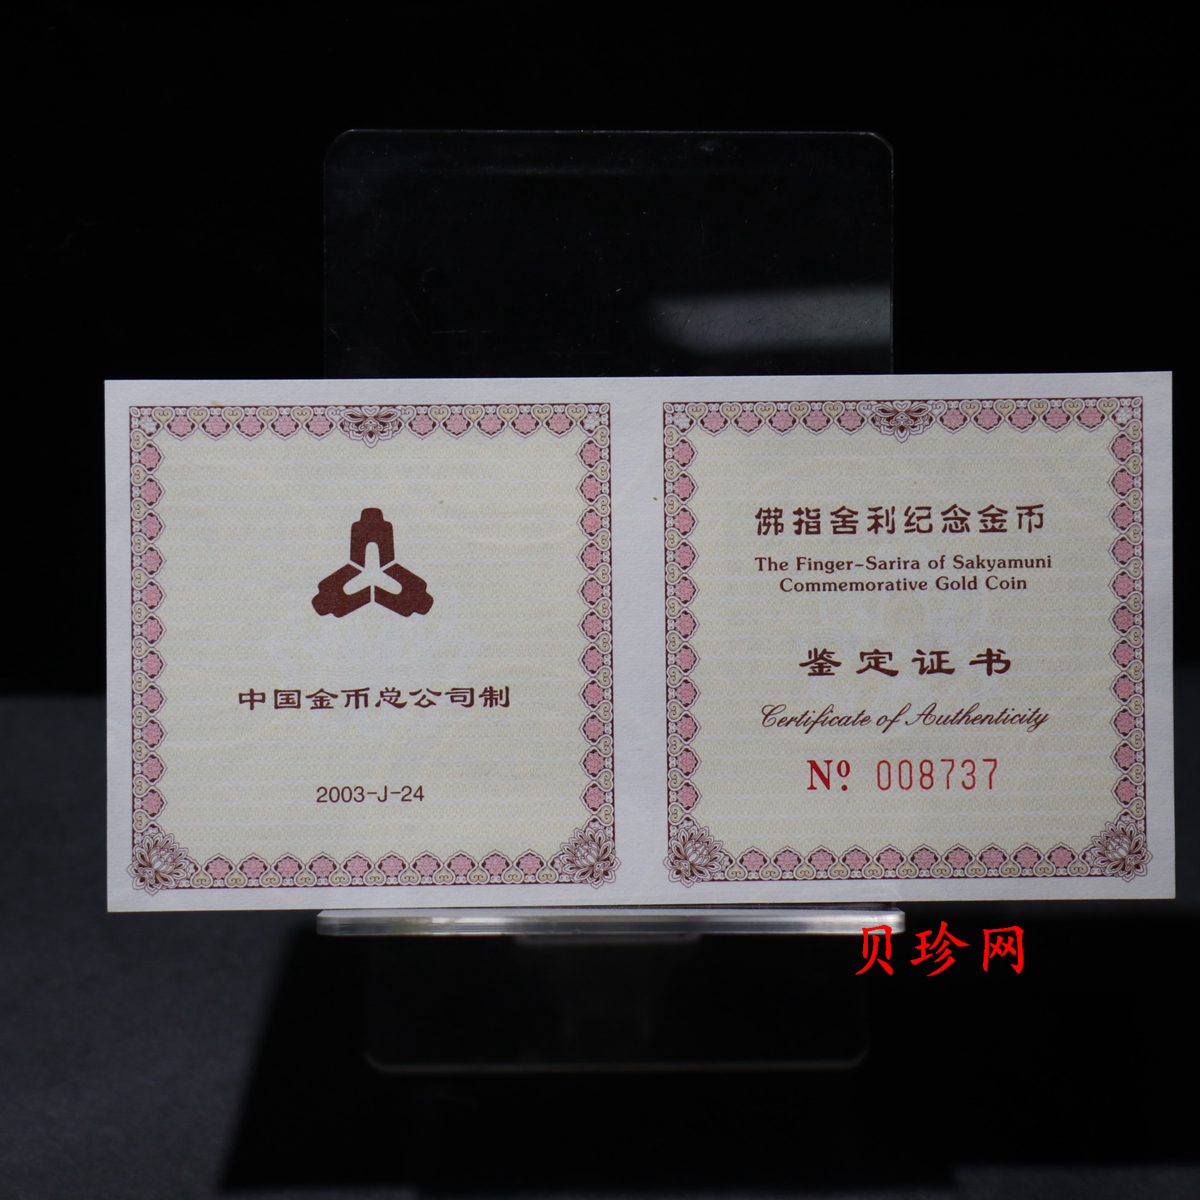 中国金币总公司制
2003-J-24
佛指舍利纪念金币
The Finger-Sarira of Sakyamuni
Commemorative Gold Coin
鉴定证书
Certificate of Authenticity
Nº 008737
贝珍网